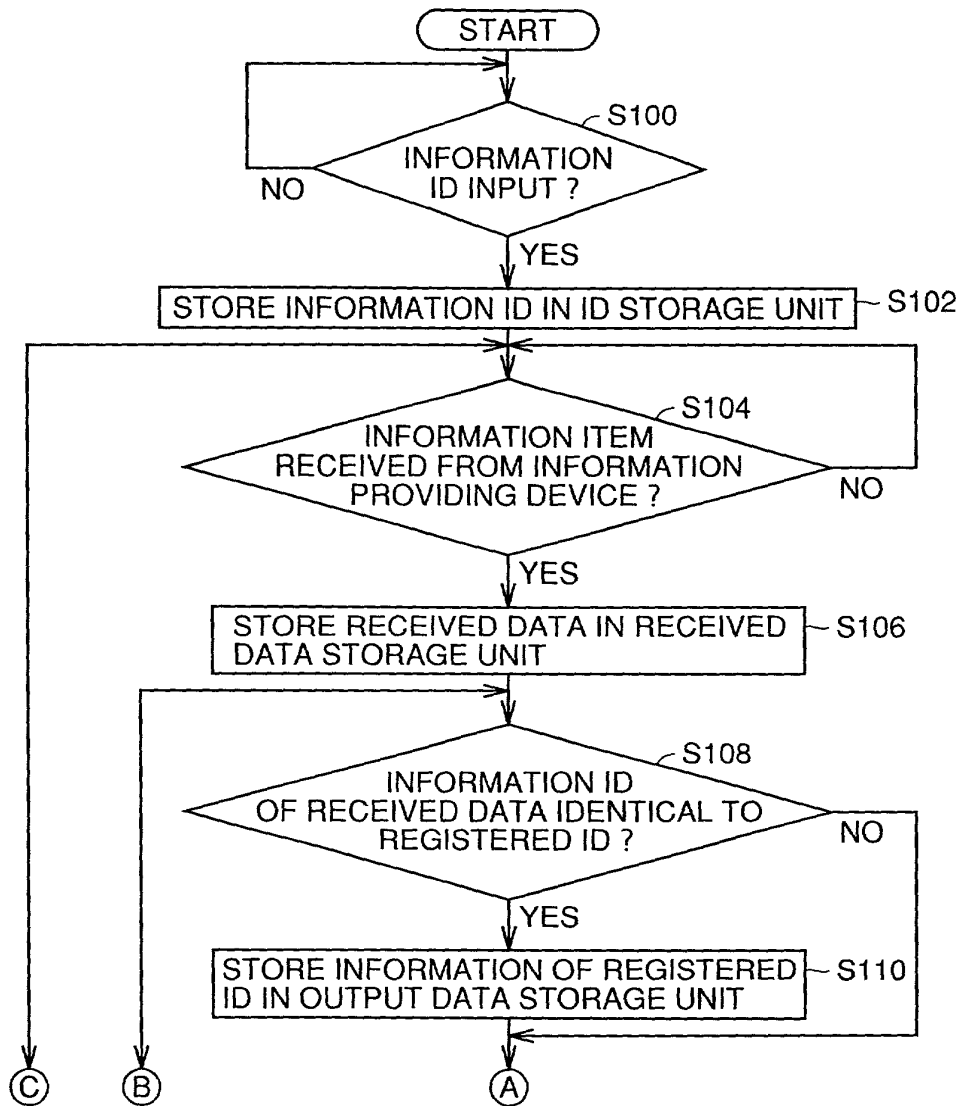 START
S100
INFORMATION
ID INPUT ?
NO
YES
STORE INFORMATION ID IN ID STORAGE UNIT
S102
S104
INFORMATION ITEM
RECEIVED FROM INFORMATION
PROVIDING DEVICE ?
NO
YES
STORE RECEIVED DATA IN RECEIVED
DATA STORAGE UNIT
S106
S108
INFORMATION ID
OF RECEIVED DATA IDENTICAL TO
REGISTERED ID ?
NO
YES
STORE INFORMATION OF REGISTERED
ID IN OUTPUT DATA STORAGE UNIT
S110
C
B
A